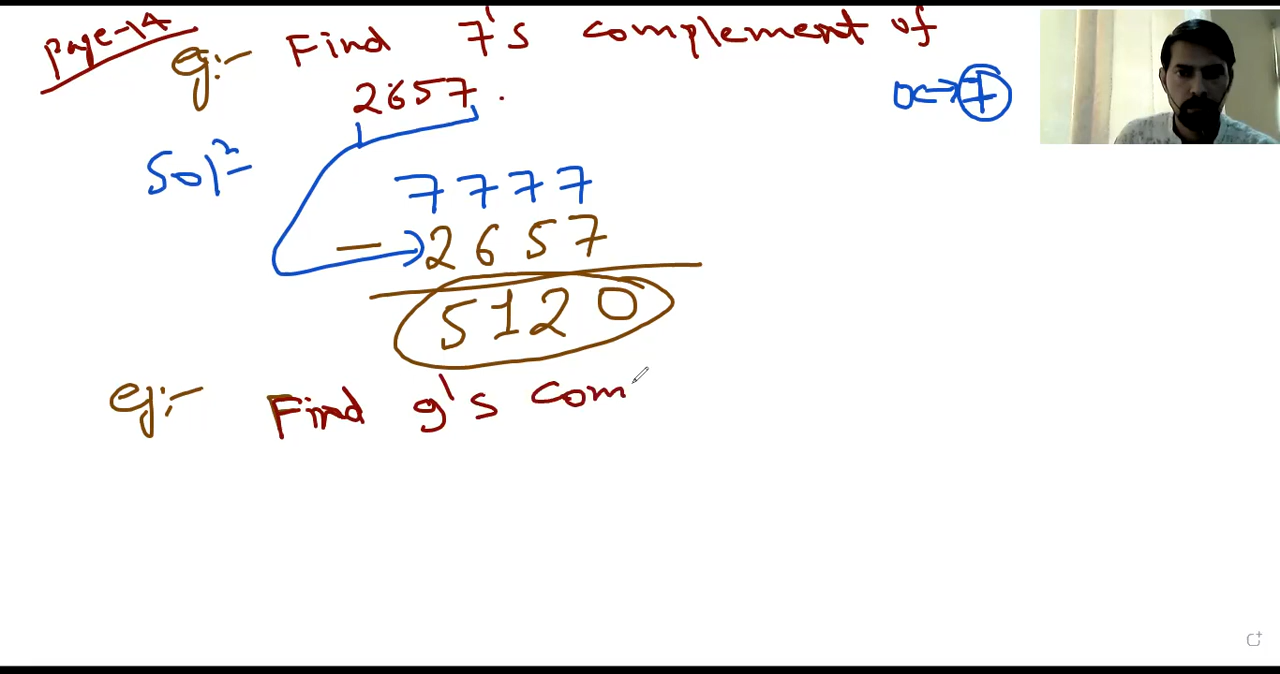 Page-14
Eg:- Find 7's complement of
2657.
0↔7
Sol^n-
7777
- 2657
5120
Eg:- Find 9's com